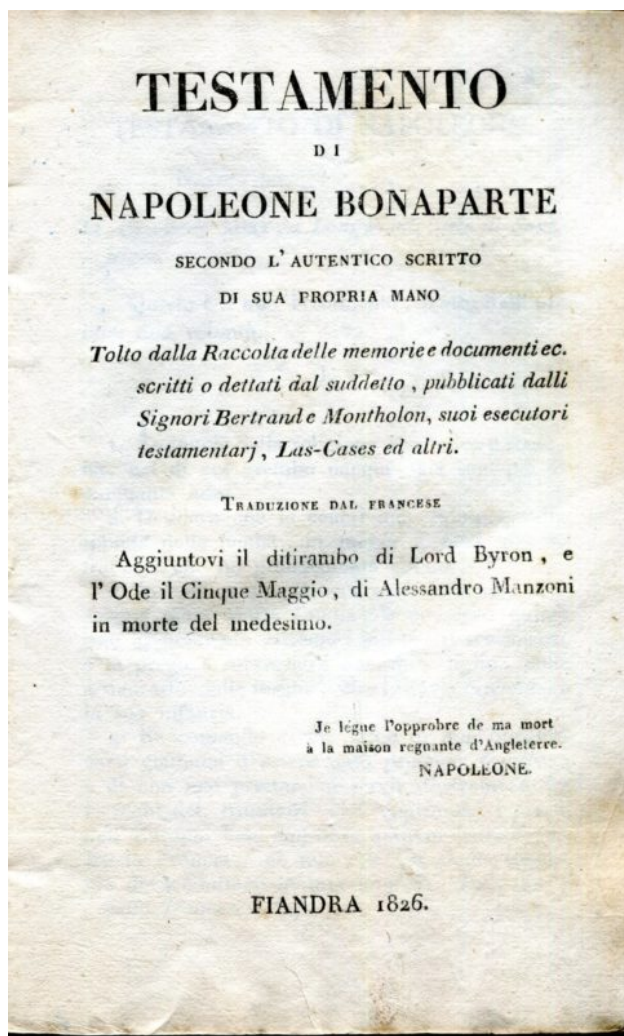 TESTAMENTO
DI
NAPOLEONE BONAPARTE
SECONDO L' AUTENTICO SCRITTO
DI SUA PROPRIA MANO
Tolto dalla Raccolta delle memorie e documenti ec.
scritti o dettati dal suddetto , pubblicati dalli
Signori Bertrand e Montholon, suoi esecutori
testamentarj , Las-Cases ed altri.
TRADUZIONE DAL FRANCESE
Aggiuntovi il ditirambo di Lord Byron , e
l' Ode il Cinque Maggio , di Alessandro Manzoni
in morte del medesimo.
Je légue l'opprobre de ma mort
à la maison regnante d'Angleterre.
NAPOLEONE.
FIANDRA 1826.